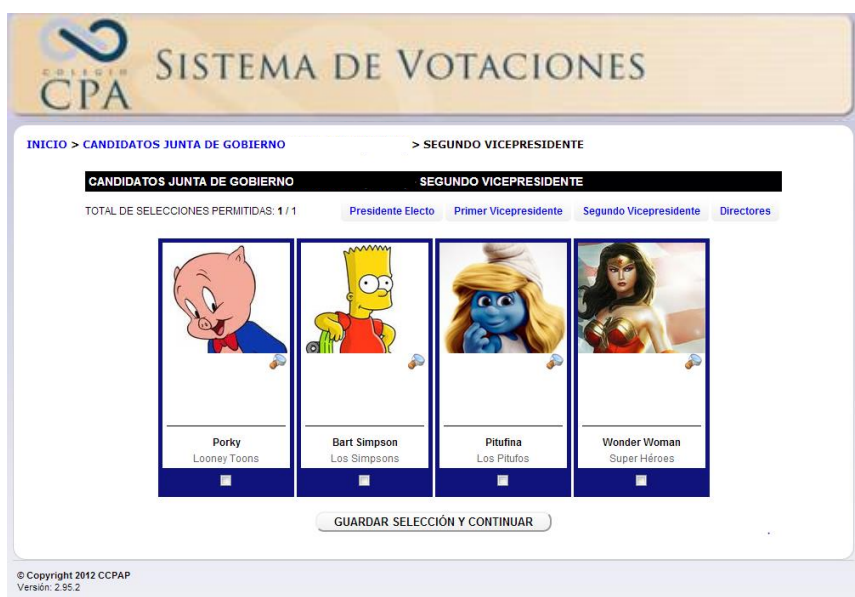 COLEGIO
CPA
SISTEMA DE VOTACIONES
INICIO > CANDIDATOS JUNTA DE GOBIERNO > SEGUNDO VICEPRESIDENTE
CANDIDATOS JUNTA DE GOBIERNO SEGUNDO VICEPRESIDENTE
TOTAL DE SELECCIONES PERMITIDAS: 1 / 1 Presidente Electo Primer Vicepresidente Segundo Vicepresidente Directores
Porky Bart Simpson Pitufina Wonder Woman
Looney Toons Los Simpsons Los Pitufos Super Héroes
GUARDAR SELECCIÓN Y CONTINUAR
© Copyright 2012 CCPAP
Versión: 2.95.2